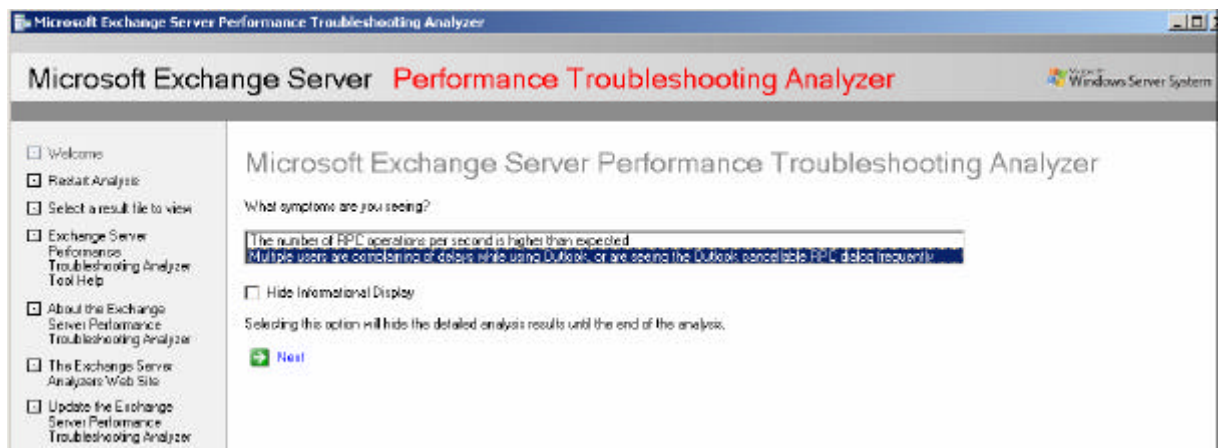 Microsoft Exchange Server Performance Troubleshooting Analyzer
Microsoft Exchange Server Performance Troubleshooting Analyzer
Microsoft
Windows Server System
Welcome
Restart Analysis
Select a result file to view
Exchange Server
Performance
Troubleshooting Analyzer
Tool Help
About the Exchange
Server Performance
Troubleshooting Analyzer
The Exchange Server
Analyzers Web Site
Update the Exchange
Server Performance
Troubleshooting Analyzer
Microsoft Exchange Server Performance Troubleshooting Analyzer
What symptoms are you seeing?
The number of RPC operations per second is higher than expected
Multiple users are complaining of delays while using Outlook, or are seeing the Outlook cancellable RPC dialog frequently
Hide Informational Display
Selecting this option will hide the detailed analysis results until the end of the analysis.
Next